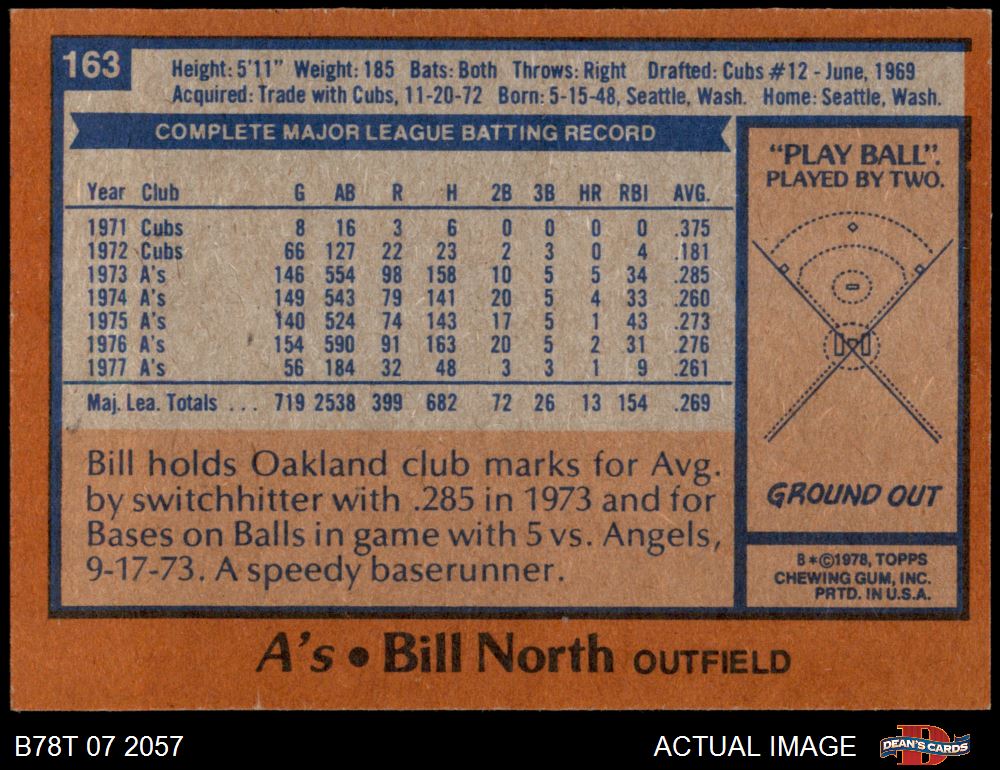 163
Height: 5'11" Weight: 185 Bats: Both Throws: Right Drafted: Cubs #12 - June, 1969
Acquired: Trade with Cubs, 11-20-72 Born: 5-15-48, Seattle, Wash. Home: Seattle, Wash.
COMPLETE MAJOR LEAGUE BATTING RECORD
Year Club G AB R H 2B 3B HR RBI AVG.
1971 Cubs 8 16 3 6 0 0 0 0 .375
1972 Cubs 66 127 22 23 2 3 0 4 .181
1973 A's 146 554 98 158 10 5 5 34 .285
1974 A's 149 543 79 141 20 5 4 33 .260
1975 A's 140 524 74 143 17 5 1 43 .273
1976 A's 154 590 91 163 20 5 2 31 .276
1977 A's 56 184 32 48 3 3 1 9 .261
Maj. Lea. Totals ... 719 2538 399 682 72 26 13 154 .269
Bill holds Oakland club marks for Avg.
by switchhitter with .285 in 1973 and for
Bases on Balls in game with 5 vs. Angels,
9-17-73. A speedy baserunner.
"PLAY BALL".
PLAYED BY TWO.
GROUND OUT
B*©1978, TOPPS
CHEWING GUM, INC.
PRTD. IN U.S.A.
A's • Bill North OUTFIELD
B78T 07 2057
ACTUAL IMAGE
DEAN'S CARDS